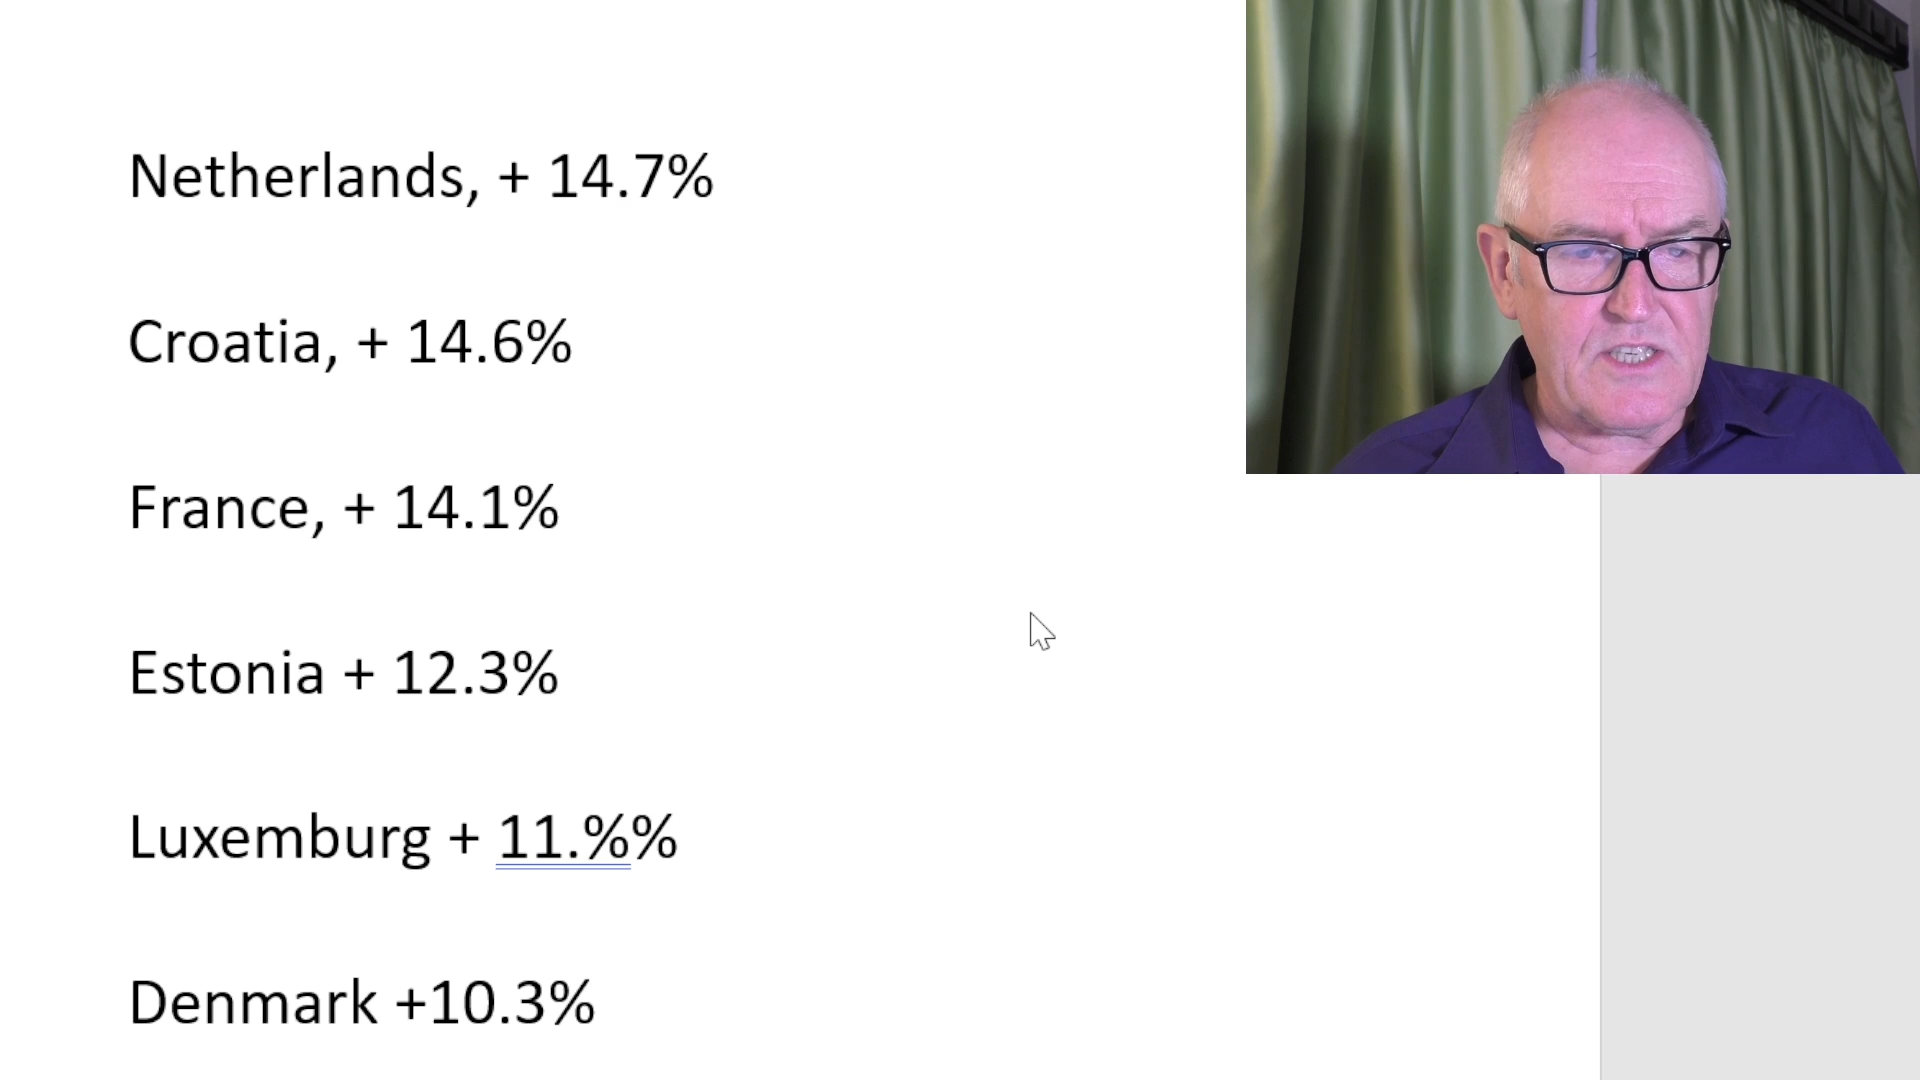 Netherlands, + 14.7%
Croatia, + 14.6%
France, + 14.1%
Estonia + 12.3%
Luxemburg + 11.%%
Denmark +10.3%